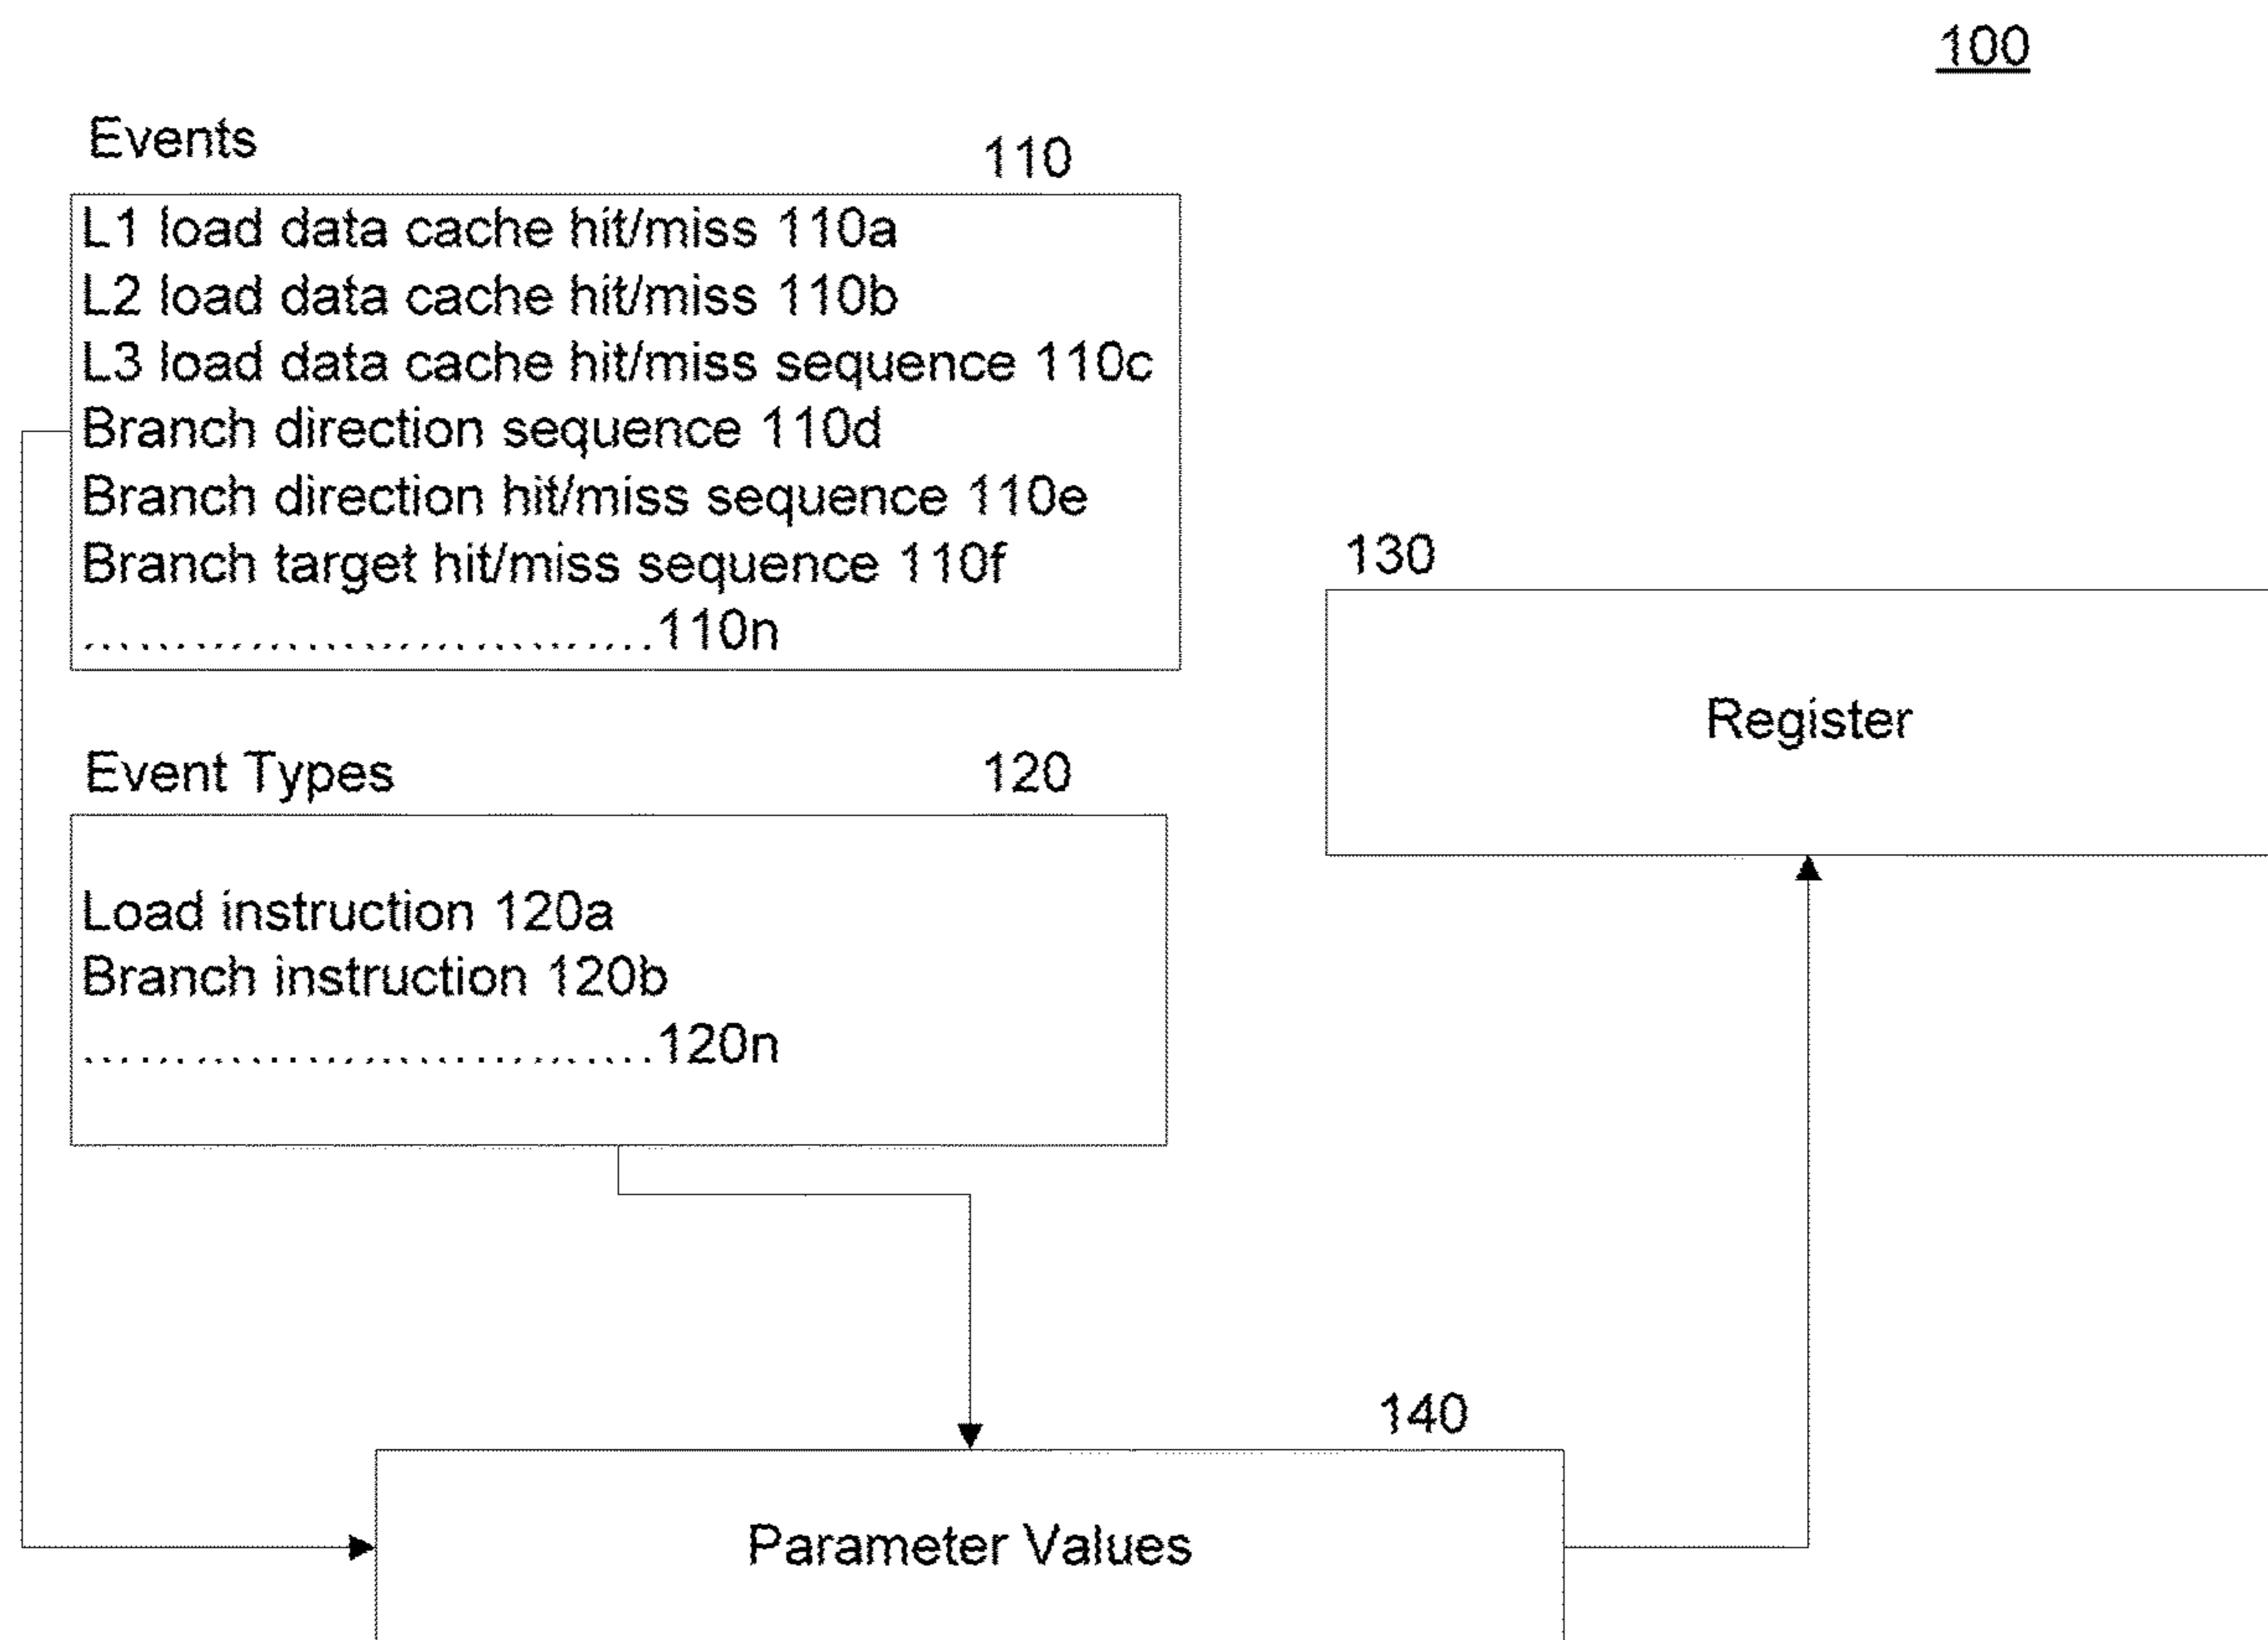 100
Events 110
L1 load data cache hit/miss 110a
L2 load data cache hit/miss 110b
L3 load data cache hit/miss sequence 110c
Branch direction sequence 110d
Branch direction hit/miss sequence 110e
Branch target hit/miss sequence 110f
...............................110n
130
Register
Event Types 120
Load instruction 120a
Branch instruction 120b
...............................120n
140
Parameter Values